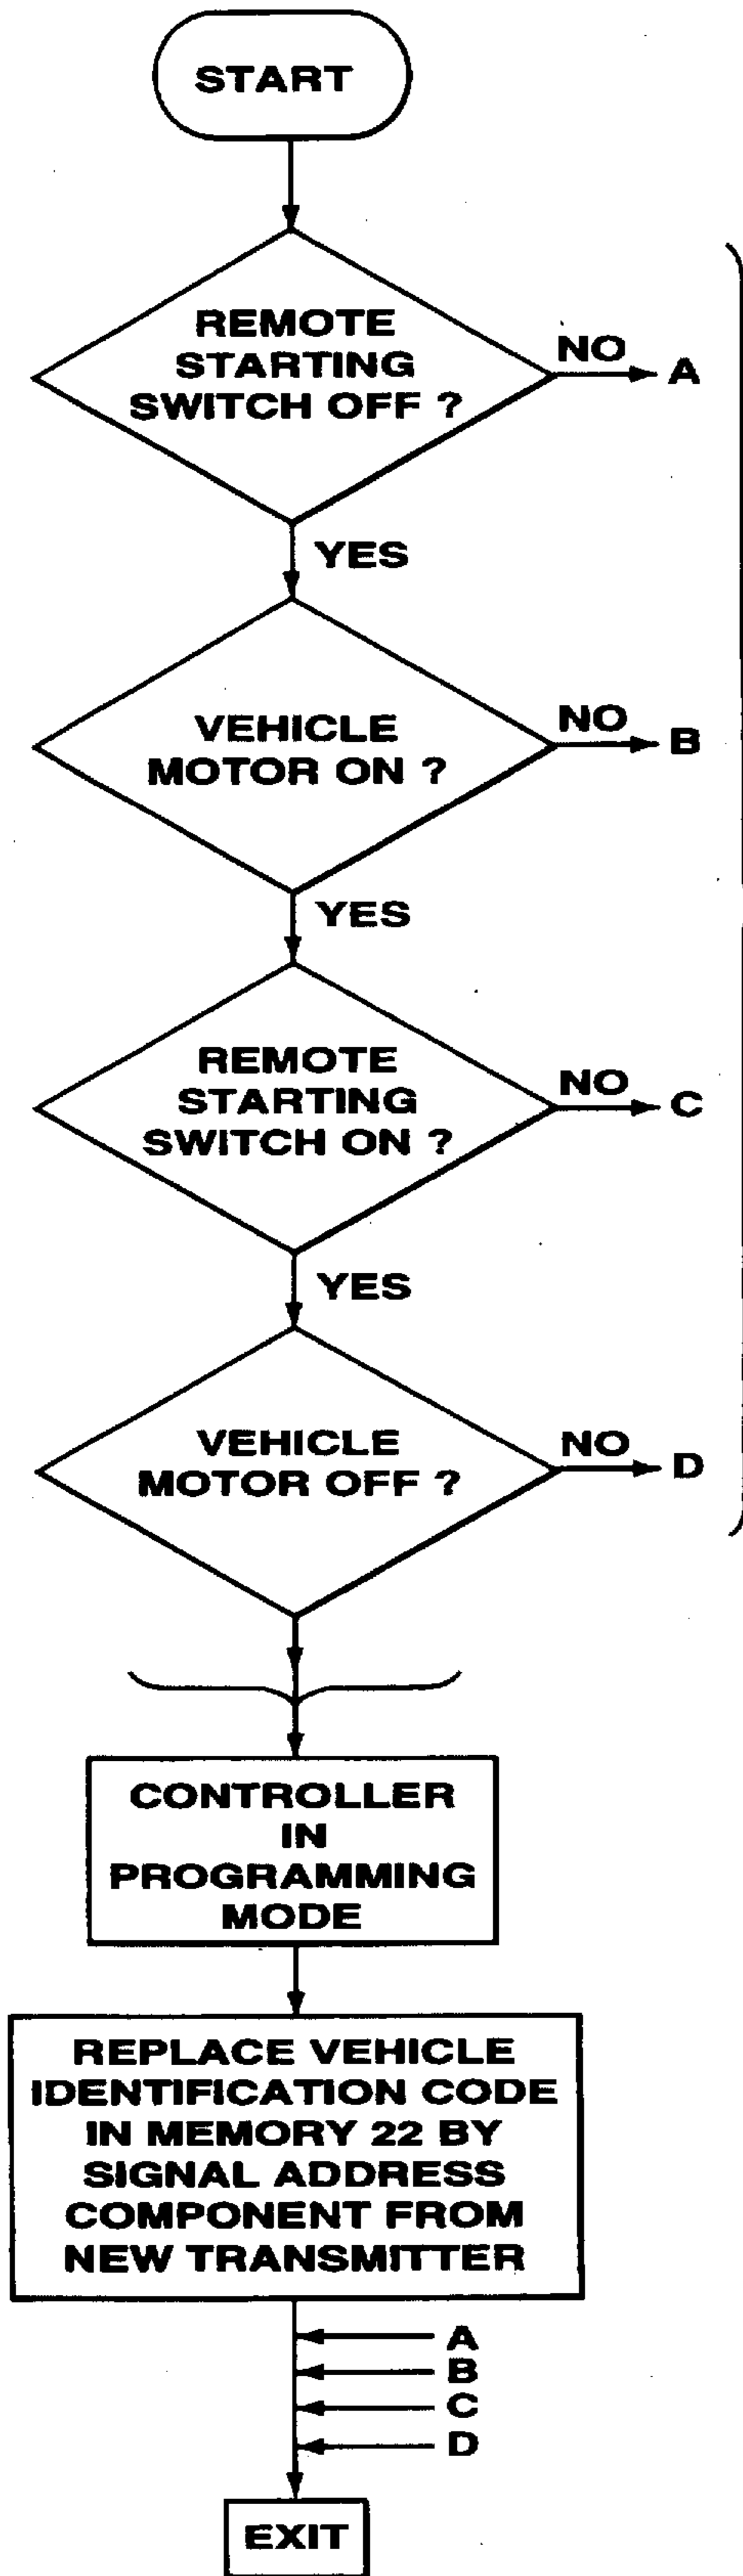 START
REMOTE
STARTING
SWITCH OFF ?
NO
A
YES
VEHICLE
MOTOR ON ?
NO
B
YES
REMOTE
STARTING
SWITCH ON ?
NO
C
YES
VEHICLE
MOTOR OFF ?
NO
D
CONTROLLER
IN
PROGRAMMING
MODE
REPLACE VEHICLE
IDENTIFICATION CODE
IN MEMORY 22 BY
SIGNAL ADDRESS
COMPONENT FROM
NEW TRANSMITTER
A
B
C
D
EXIT